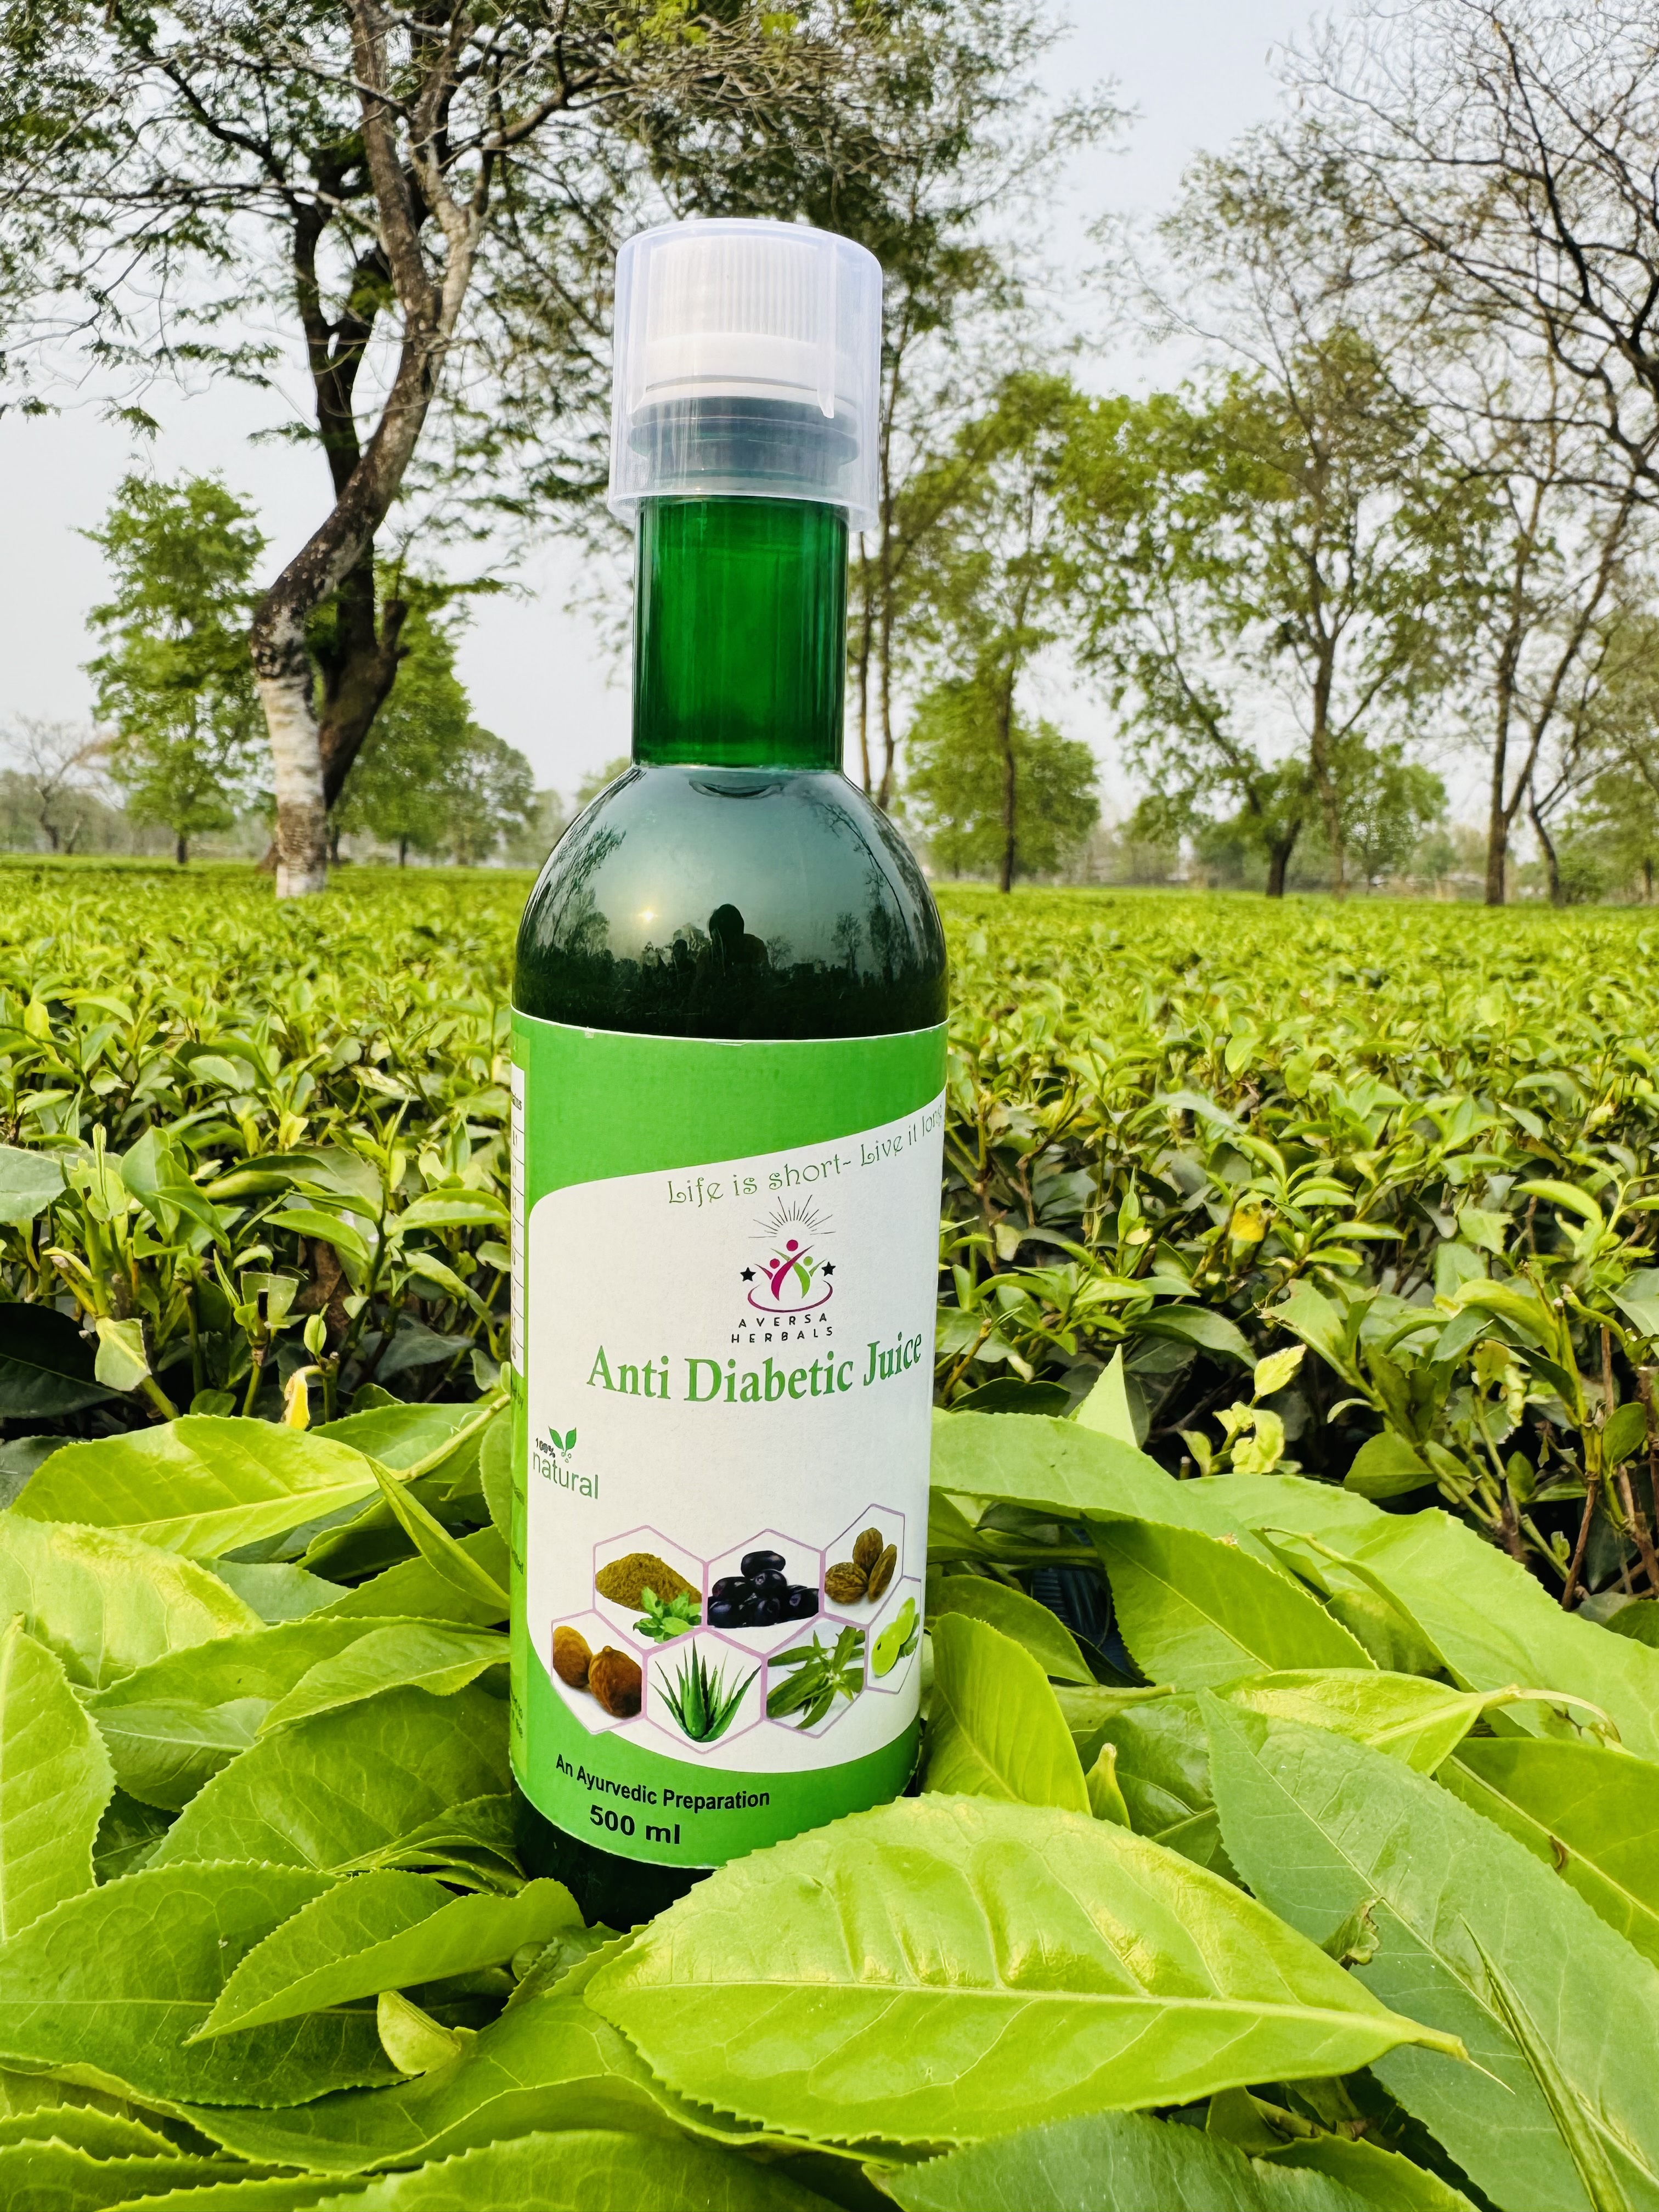 Life is short- Live it long
AVERSA
HERBALS
Anti Diabetic Juice
100%
natural
An Ayurvedic Preparation
500 ml